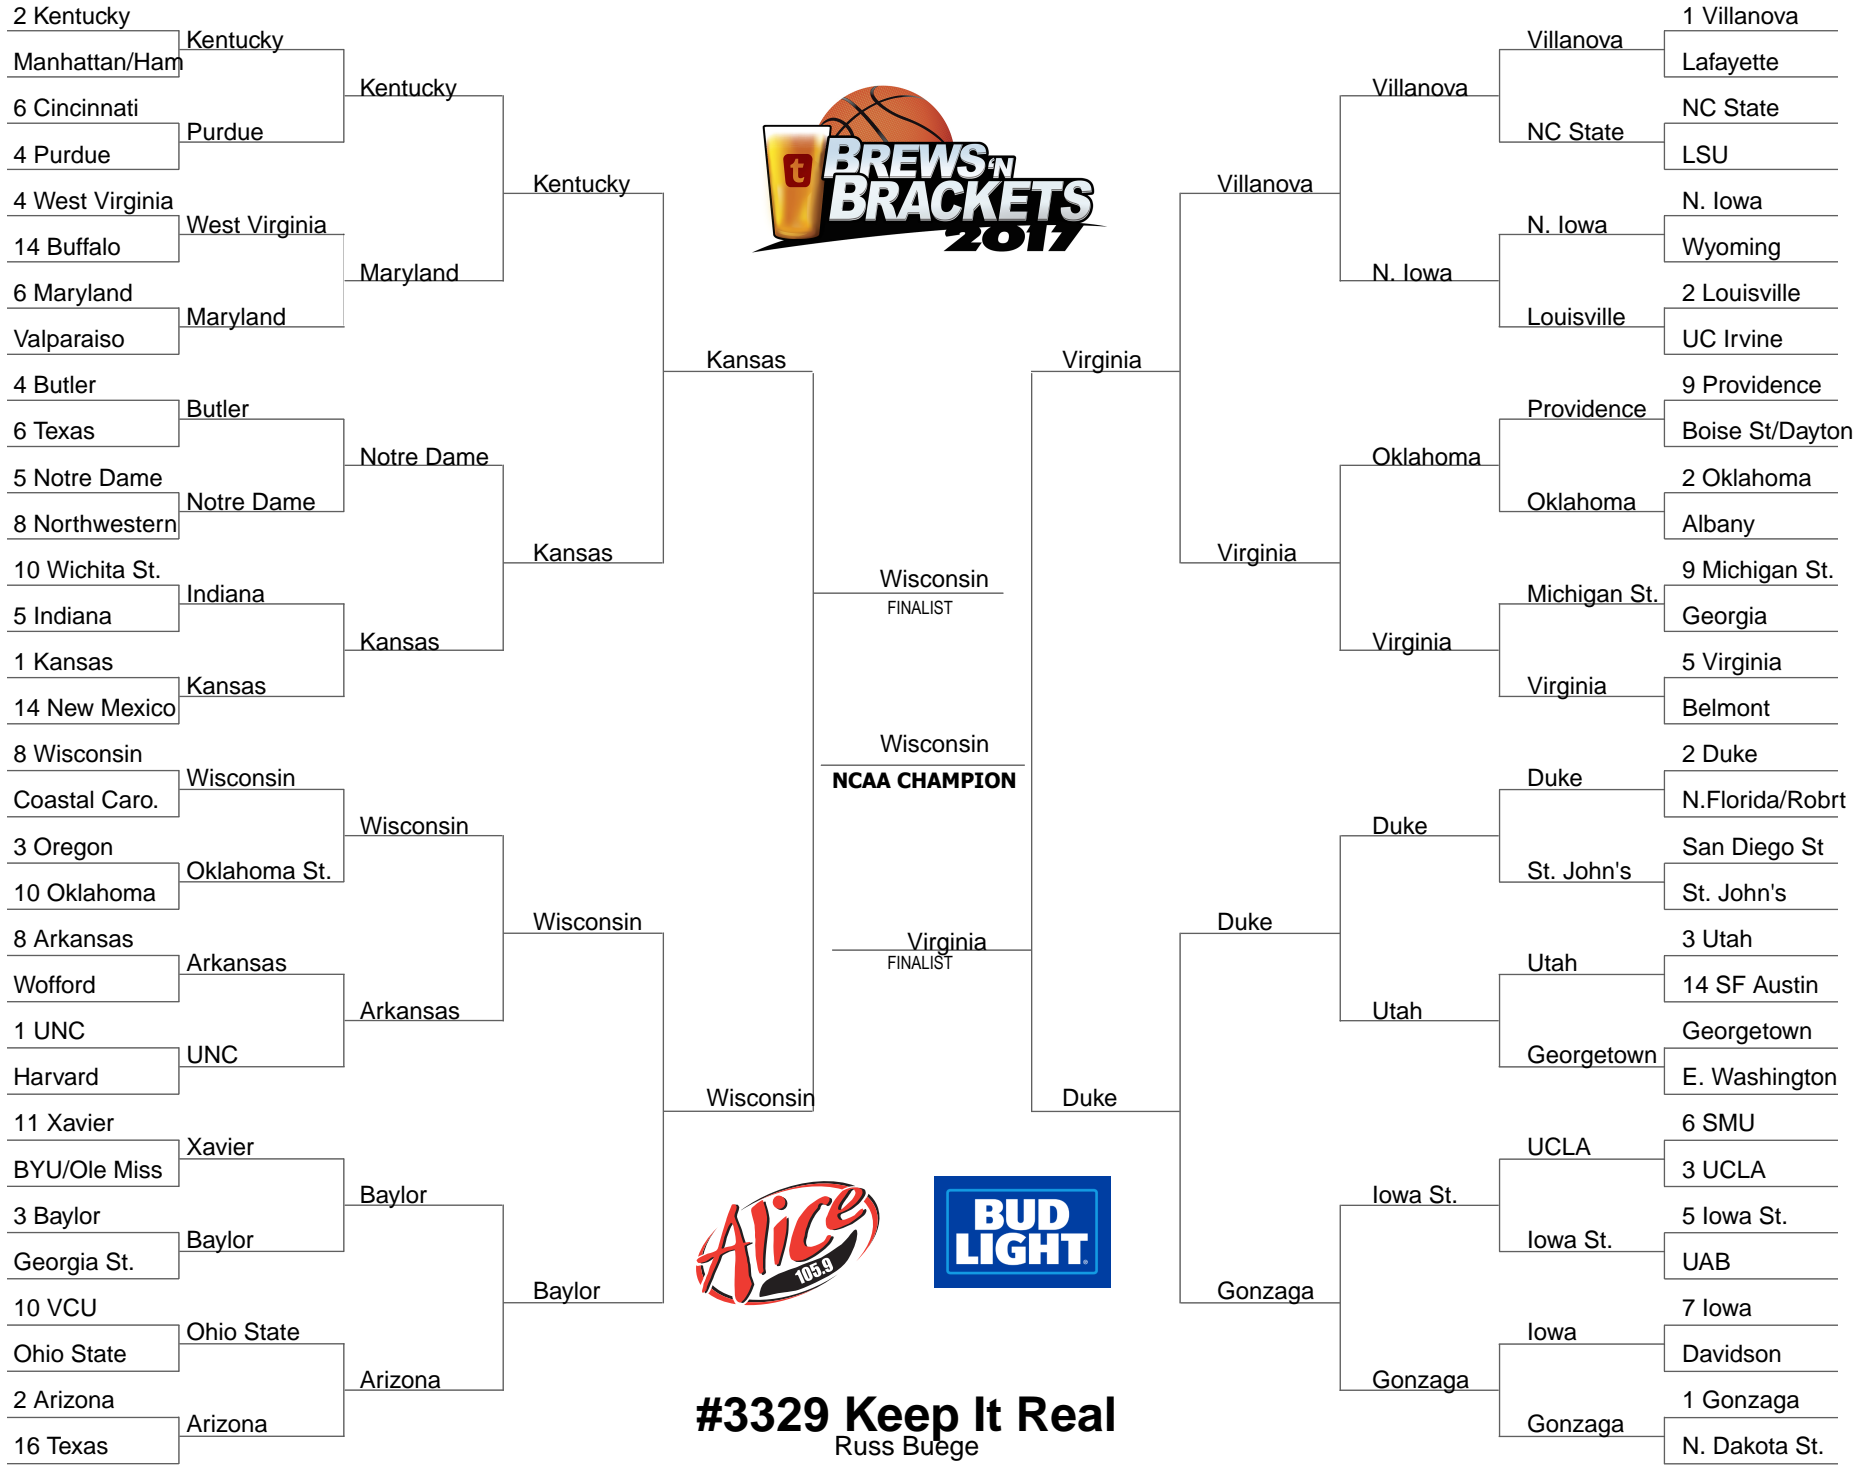 2 Kentucky
Manhattan/Ham
6 Cincinnati
4 Purdue
4 West Virginia
14 Buffalo
6 Maryland
Valparaiso
4 Butler
6 Texas
5 Notre Dame
8 Northwestern
10 Wichita St.
5 Indiana
1 Kansas
14 New Mexico
8 Wisconsin
Coastal Caro.
3 Oregon
10 Oklahoma
8 Arkansas
Wofford
1 UNC
Harvard
11 Xavier
BYU/Ole Miss
3 Baylor
Georgia St.
10 VCU
Ohio State
2 Arizona
16 Texas
Kentucky
Purdue
West Virginia
Maryland
Butler
Notre Dame
Indiana
Kansas
Wisconsin
Oklahoma St.
Arkansas
UNC
Xavier
Baylor
Ohio State
Arizona
Kentucky
Maryland
Notre Dame
Kansas
Wisconsin
Arkansas
Baylor
Arizona
Kentucky
Kansas
Wisconsin
Baylor
Kansas
Wisconsin
t
BREWS 'N
BRACKETS
2017
Wisconsin
FINALIST
Wisconsin
NCAA CHAMPION
Virginia
FINALIST
Alice
105.9
BUD
LIGHT
#3329 Keep It Real
Russ Buege
Virginia
Duke
Villanova
Virginia
Duke
Gonzaga
Villanova
N. Iowa
Oklahoma
Virginia
Duke
Utah
Iowa St.
Gonzaga
Villanova
NC State
N. Iowa
Louisville
Providence
Oklahoma
Michigan St.
Virginia
Duke
St. John's
Utah
Georgetown
UCLA
Iowa St.
Iowa
Gonzaga
1 Villanova
Lafayette
NC State
LSU
N. Iowa
Wyoming
2 Louisville
UC Irvine
9 Providence
Boise St/Dayton
2 Oklahoma
Albany
9 Michigan St.
Georgia
5 Virginia
Belmont
2 Duke
N.Florida/Robrt
San Diego St
St. John's
3 Utah
14 SF Austin
Georgetown
E. Washington
6 SMU
3 UCLA
5 Iowa St.
UAB
7 Iowa
Davidson
1 Gonzaga
N. Dakota St.